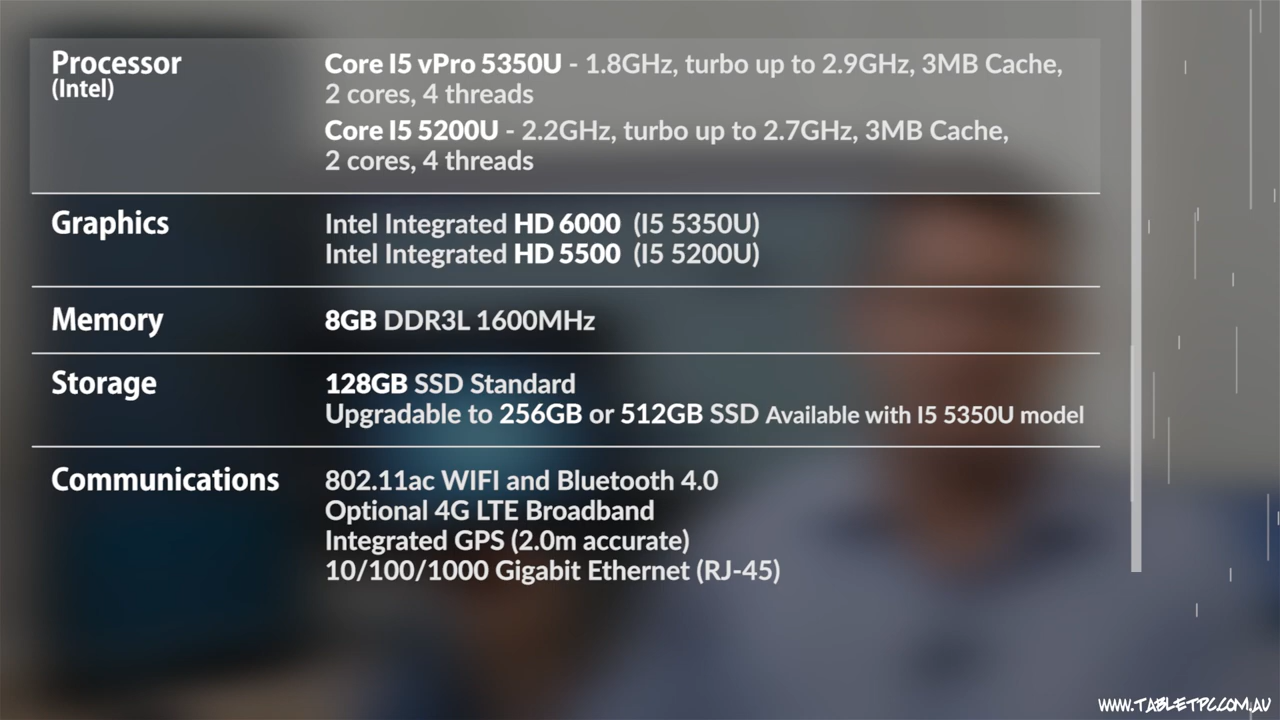 Processor
(Intel)
Core I5 vPro 5350U - 1.8GHz, turbo up to 2.9GHz, 3MB Cache,
2 cores, 4 threads
Core I5 5200U - 2.2GHz, turbo up to 2.7GHz, 3MB Cache,
2 cores, 4 threads
Graphics
Intel Integrated HD 6000 (I5 5350U)
Intel Integrated HD 5500 (I5 5200U)
Memory
8GB DDR3L 1600MHz
Storage
128GB SSD Standard
Upgradable to 256GB or 512GB SSD Available with I5 5350U model
Communications
802.11ac WIFI and Bluetooth 4.0
Optional 4G LTE Broadband
Integrated GPS (2.0m accurate)
10/100/1000 Gigabit Ethernet (RJ-45)
WWW.TABLETPC.COM.AU